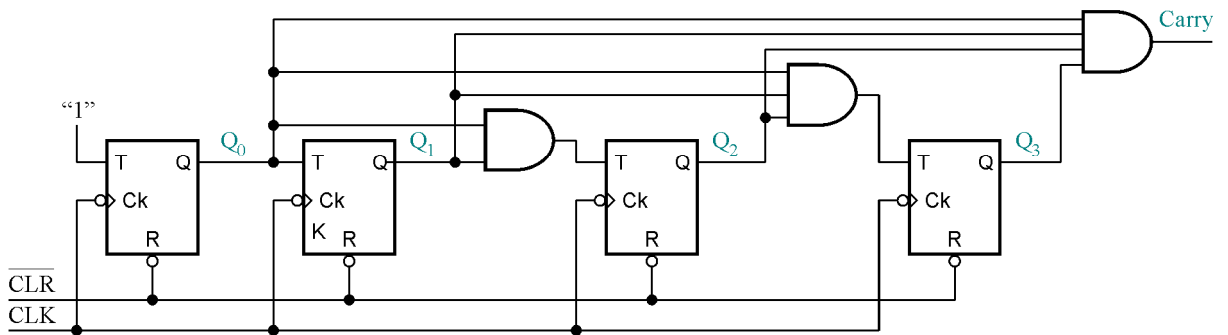 Carry
“1”
T Q Q0 T Q Q1 T Q Q2 T Q Q3
Ck Ck Ck Ck
K
R R R R
CLR
CLK